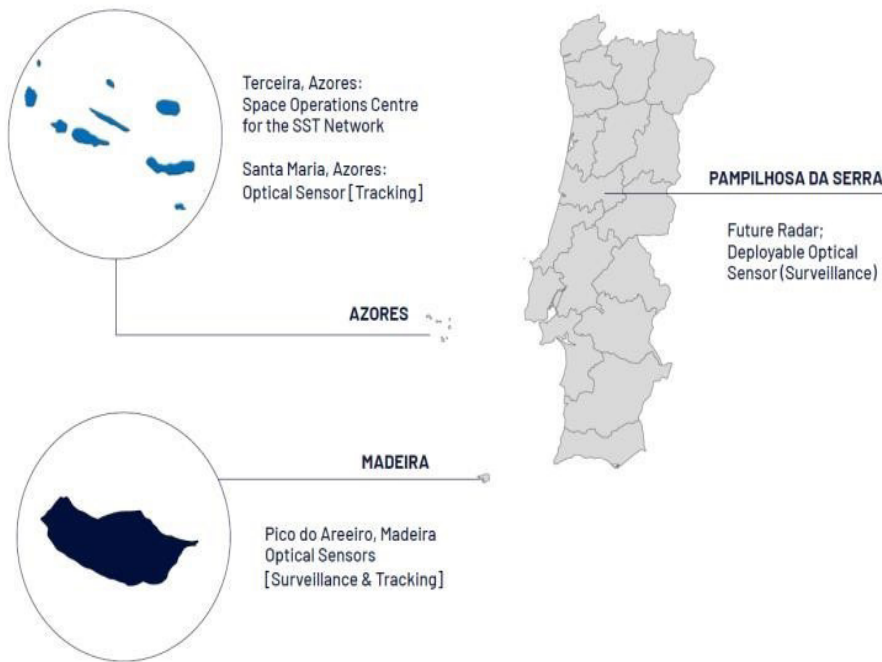 Terceira, Azores:
Space Operations Centre
for the SST Network
Santa Maria, Azores:
Optical Sensor [Tracking]
PAMPILHOSA DA SERRA
Future Radar;
Deployable Optical
Sensor (Surveillance)
AZORES
MADEIRA
Pico do Areeiro, Madeira
Optical Sensors
[Surveillance & Tracking]